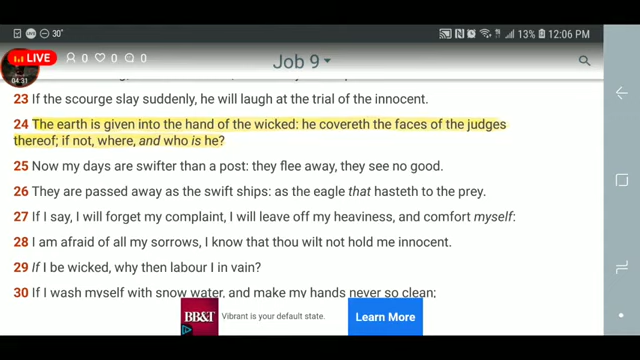 30°
13% 12:06 PM
LIVE 0 0 0
Job 9
04:31
23 If the scourge slay suddenly, he will laugh at the trial of the innocent.
24 The earth is given into the hand of the wicked: he covereth the faces of the judges
thereof; if not, where, and who is he?
25 Now my days are swifter than a post: they flee away, they see no good.
26 They are passed away as the swift ships: as the eagle that hasteth to the prey.
27 If I say, I will forget my complaint, I will leave off my heaviness, and comfort myself:
28 I am afraid of all my sorrows, I know that thou wilt not hold me innocent.
29 If I be wicked, why then labour I in vain?
30 If I wash myself with snow water, and make my hands never so clean;
BB&T Vibrant is your default state. Learn More